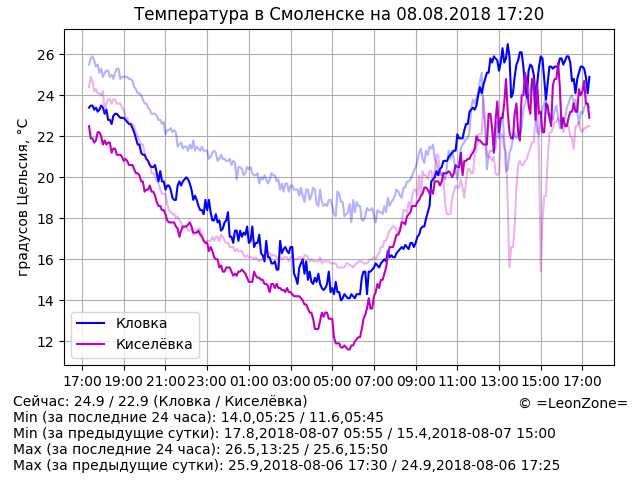 Температура в Смоленске на 08.08.2018 17:20
градусов Цельсия, °C
26
24
22
20
18
16
14
12
Кловка
Киселёвка
17:00 19:00 21:00 23:00 01:00 03:00 05:00 07:00 09:00 11:00 13:00 15:00 17:00
Сейчас: 24.9 / 22.9 (Кловка / Киселёвка)
© =LeonZone=
Min (за последние 24 часа): 14.0,05:25 / 11.6,05:45
Min (за предыдущие сутки): 17.8,2018-08-07 05:55 / 15.4,2018-08-07 15:00
Max (за последние 24 часа): 26.5,13:25 / 25.6,15:50
Max (за предыдущие сутки): 25.9,2018-08-06 17:30 / 24.9,2018-08-06 17:25